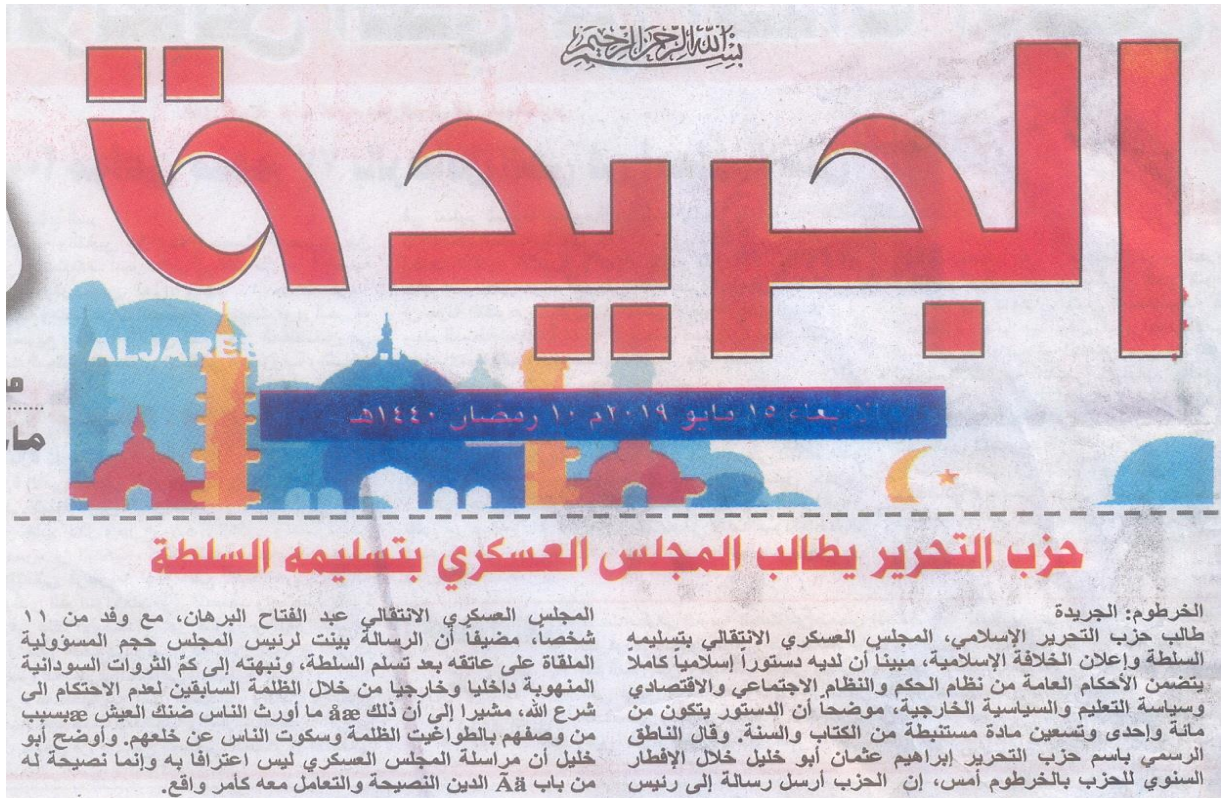 بسم الله الرحمن الرحيم
الجريدة
الاربعاء ١٥ مايو ٢٠١٩م ١٠ رمضان ١٤٤٠هـ
حزب التحرير يطالب المجلس العسكري بتسليمه السلطة
الخرطوم: الجريدة
طالب حزب التحرير الإسلامي، المجلس العسكري الإنتقالي بتسليمه
السلطة وإعلان الخلافة الإسلامية، مبيناً أن لديه دستوراً إسلامياً كاملاً
يتضمن الأحكام العامة من نظام الحكم والنظام الاجتماعي والاقتصادي
وسياسة التعليم والسياسية الخارجية، موضحاً أن الدستور يتكون من
مائة وإحدى وتسعين مادة مستنبطة من الكتاب والسنة. وقال الناطق
الرسمي باسم حزب التحرير إبراهيم عثمان أبو خليل خلال الإفطار
السنوي للحزب بالخرطوم أمس، إن الحزب أرسل رسالة إلى رئيس
المجلس العسكري الانتقالي عبد الفتاح البرهان، مع وفد من ١١
شخصاً، مضيفاً أن الرسالة بينت لرئيس المجلس حجم المسؤولية
الملقاة على عاتقه بعد تسلم السلطة، ونبهته إلى كمّ الثروات السودانية
المنهوبة داخليا وخارجيا من خلال الظلمة السابقين لعدم الاحتكام الى
شرع الله، مشيرا إلى أن ذلك åæ ما أورث الناس ضنك العيش æبسبب
من وصفهم بالطواغيت الظلمة وسكوت الناس عن خلعهم. وأوضح أبو
خليل أن مراسلة المجلس العسكري ليس اعترافا به وإنما نصيحة له
من باب Ãä الدين النصيحة والتعامل معه كأمر واقع.